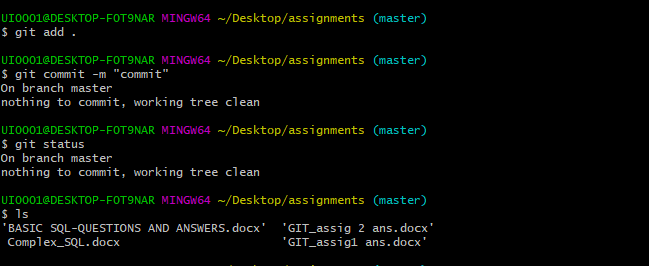 UI0001@DESKTOP-FOT9NAR MINGW64 ~/Desktop/assignments (master)
$ git add .
UI0001@DESKTOP-FOT9NAR MINGW64 ~/Desktop/assignments (master)
$ git commit -m "commit"
On branch master
nothing to commit, working tree clean
UI0001@DESKTOP-FOT9NAR MINGW64 ~/Desktop/assignments (master)
$ git status
On branch master
nothing to commit, working tree clean
UI0001@DESKTOP-FOT9NAR MINGW64 ~/Desktop/assignments (master)
$ ls
'BASIC SQL-QUESTIONS AND ANSWERS.docx'  'GIT_assig 2 ans.docx'
 Complex_SQL.docx                       'GIT_assig1 ans.docx'